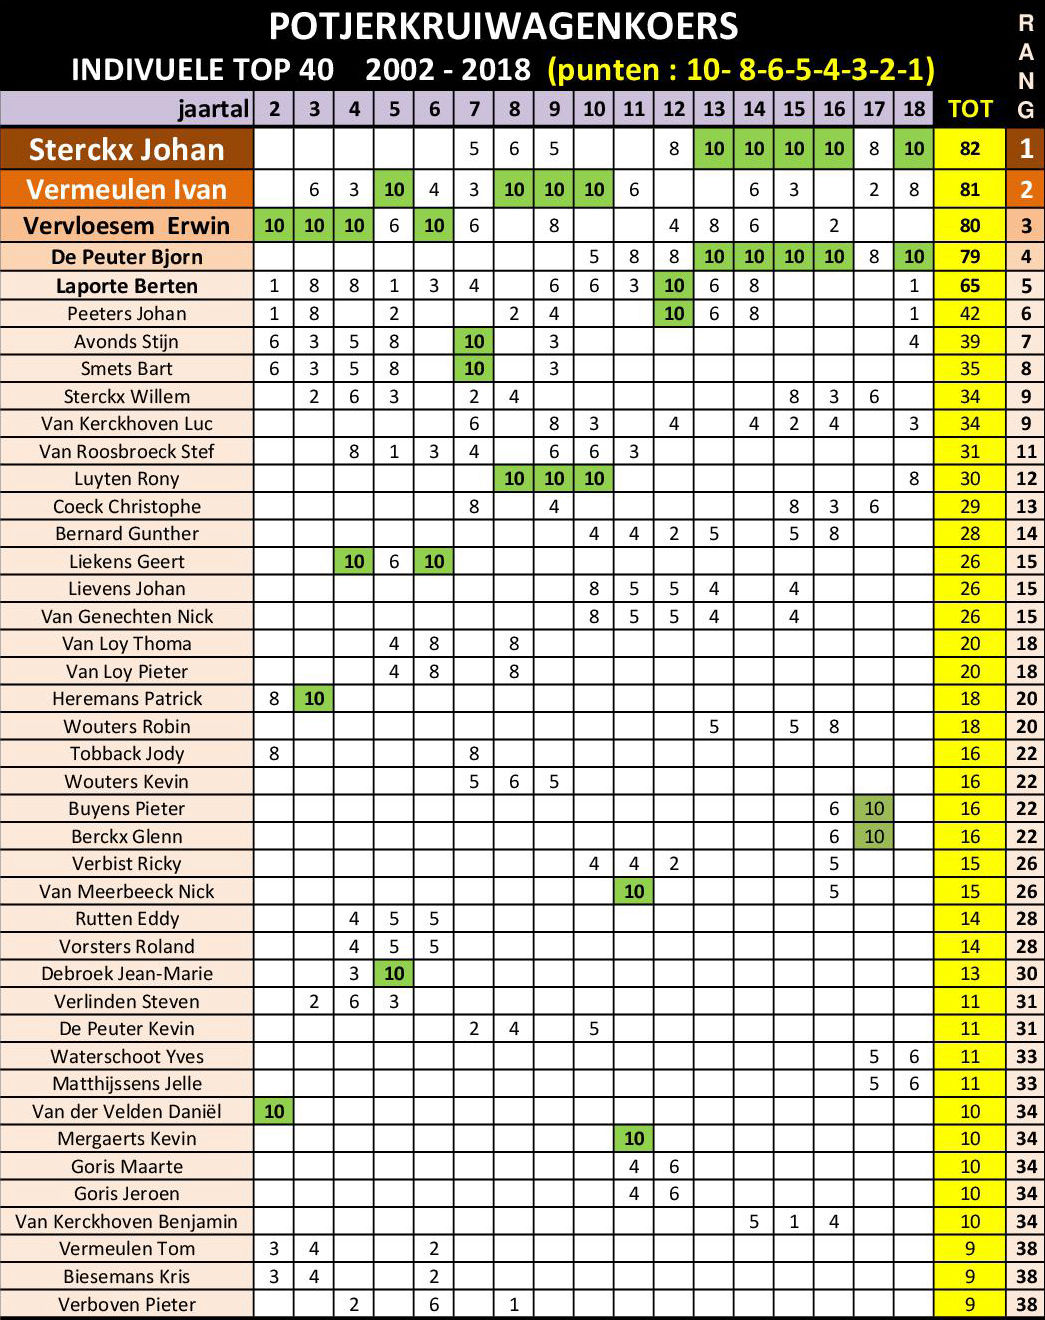 POTJERKRUIWAGENKOERS
INDIVUELE TOP 40 2002 - 2018 (punten : 10- 8-6-5-4-3-2-1)
RANG
jaartal 2 3 4 5 6 7 8 9 10 11 12 13 14 15 16 17 18 TOT
Sterckx Johan 5 6 5 8 10 10 10 10 8 10 82 1
Vermeulen Ivan 6 3 10 4 3 10 10 10 6 6 3 2 8 81 2
Vervloesem Erwin 10 10 10 6 10 6 8 4 8 6 2 80 3
De Peuter Bjorn 5 8 8 10 10 10 10 8 10 79 4
Laporte Berten 1 8 8 1 3 4 6 6 3 10 6 8 1 65 5
Peeters Johan 1 8 2 2 4 10 6 8 1 42 6
Avonds Stijn 6 3 5 8 10 3 4 39 7
Smets Bart 6 3 5 8 10 3 35 8
Sterckx Willem 2 6 3 2 4 8 3 6 34 9
Van Kerckhoven Luc 6 8 3 4 4 2 4 3 34 9
Van Roosbroeck Stef 8 1 3 4 6 6 3 31 11
Luyten Rony 10 10 10 8 30 12
Coeck Christophe 8 4 8 3 6 29 13
Bernard Gunther 4 4 2 5 5 8 28 14
Liekens Geert 10 6 10 26 15
Lievens Johan 8 5 5 4 4 26 15
Van Genechten Nick 8 5 5 4 4 26 15
Van Loy Thoma 4 8 8 20 18
Van Loy Pieter 4 8 8 20 18
Heremans Patrick 8 10 18 20
Wouters Robin 5 5 8 18 20
Tobback Jody 8 8 16 22
Wouters Kevin 5 6 5 16 22
Buyens Pieter 6 10 16 22
Berckx Glenn 6 10 16 22
Verbist Ricky 4 4 2 5 15 26
Van Meerbeeck Nick 10 5 15 26
Rutten Eddy 4 5 5 14 28
Vorsters Roland 4 5 5 14 28
Debroek Jean-Marie 3 10 13 30
Verlinden Steven 2 6 3 11 31
De Peuter Kevin 2 4 5 11 31
Waterschoot Yves 5 6 11 33
Matthijssens Jelle 5 6 11 33
Van der Velden Daniël 10 10 34
Mergaerts Kevin 10 10 34
Goris Maarte 4 6 10 34
Goris Jeroen 4 6 10 34
Van Kerckhoven Benjamin 5 1 4 10 34
Vermeulen Tom 3 4 2 9 38
Biesemans Kris 3 4 2 9 38
Verboven Pieter 2 6 1 9 38